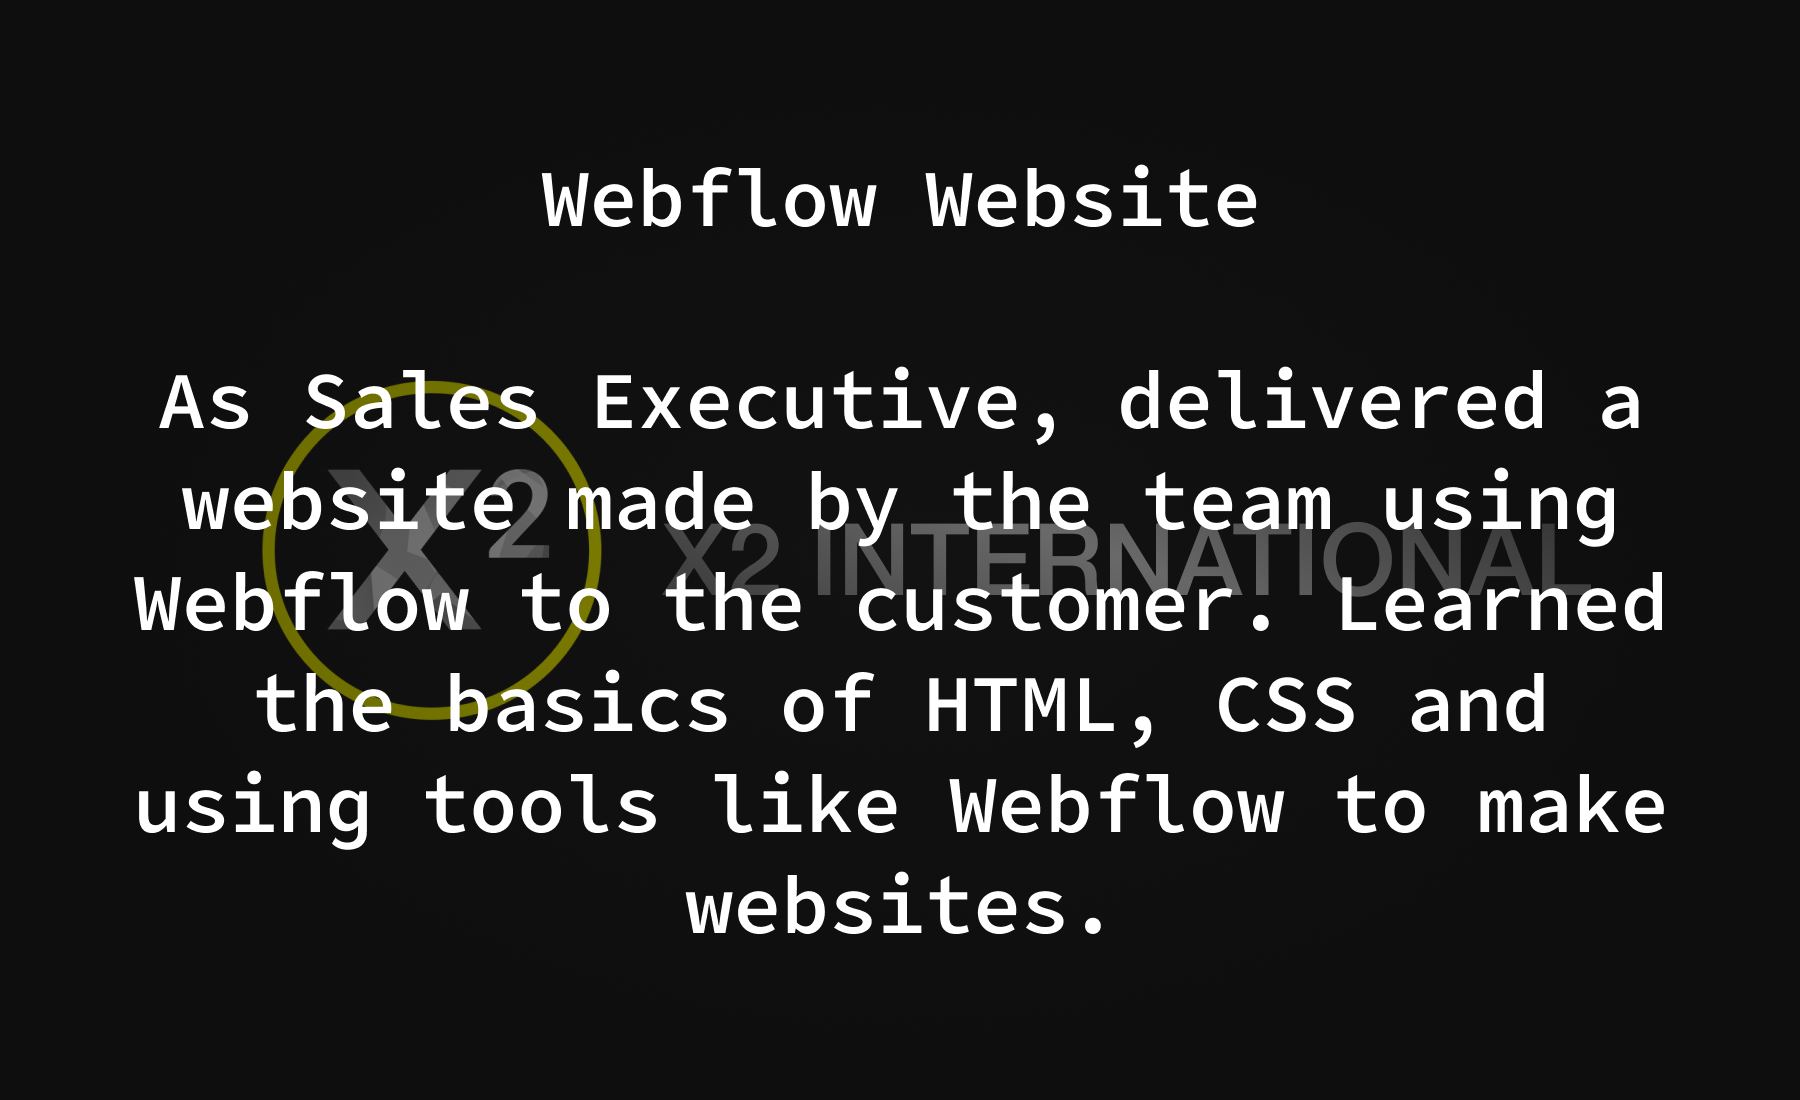 Webflow Website
As Sales Executive, delivered a
website made by the team using
Webflow to the customer. Learned
the basics of HTML, CSS and
using tools like Webflow to make
websites.
X2
X2 INTERNATIONAL